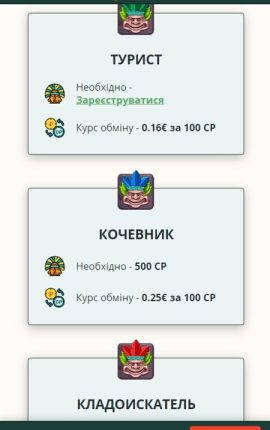 ТУРИСТ
Необхідно -
Зареєструватися
Курс обміну - 0.16€ за 100 CP
КОЧЕВНИК
Необхідно - 500 CP
Курс обміну - 0.25€ за 100 CP
КЛАДОИСКАТЕЛЬ